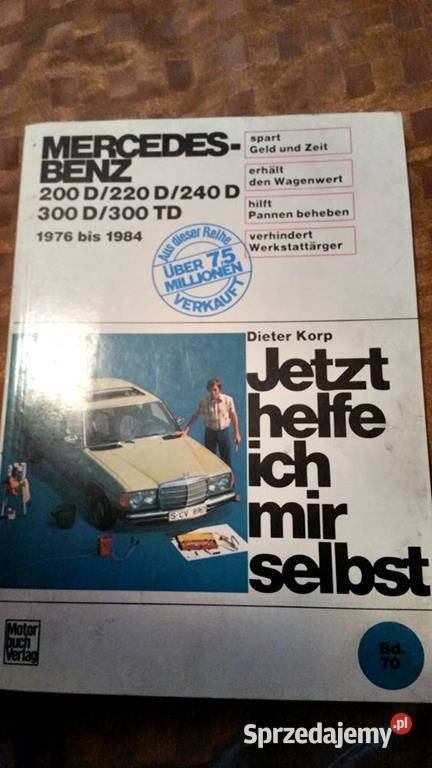 MERCEDES-
BENZ
200 D/220 D/240 D
300 D/300 TD
1976 bis 1984
spart
Geld und Zeit
erhält
den Wagenwert
hilft
Pannen beheben
verhindert
Werkstattärger
Aus dieser Reihe
ÜBER 75
MILLIONEN
VERKAUFT
Dieter Korp
Jetzt
helfe
ich
mir
selbst
Motor
buch
Verlag
Bd.
70
Sprzedajemy.pl